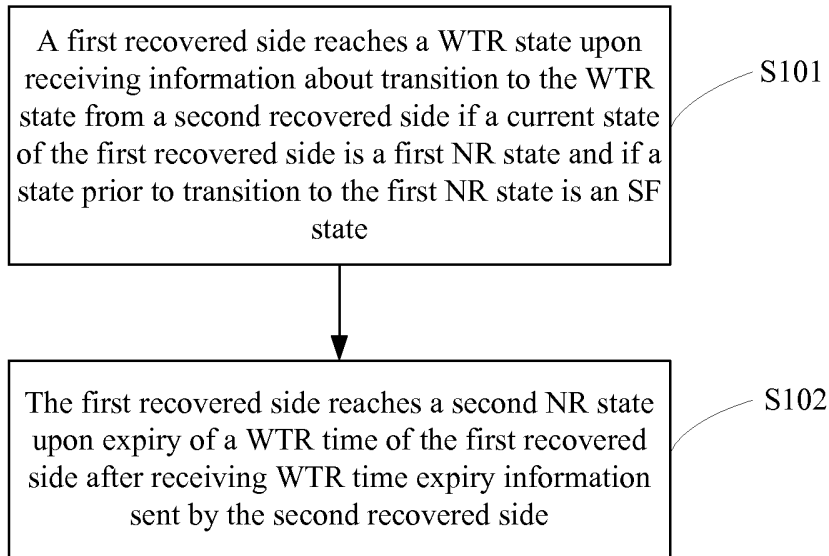 A first recovered side reaches a WTR state upon
receiving information about transition to the WTR
state from a second recovered side if a current state
of the first recovered side is a first NR state and if a
state prior to transition to the first NR state is an SF
state
S101
The first recovered side reaches a second NR state
upon expiry of a WTR time of the first recovered
side after receiving WTR time expiry information
sent by the second recovered side
S102